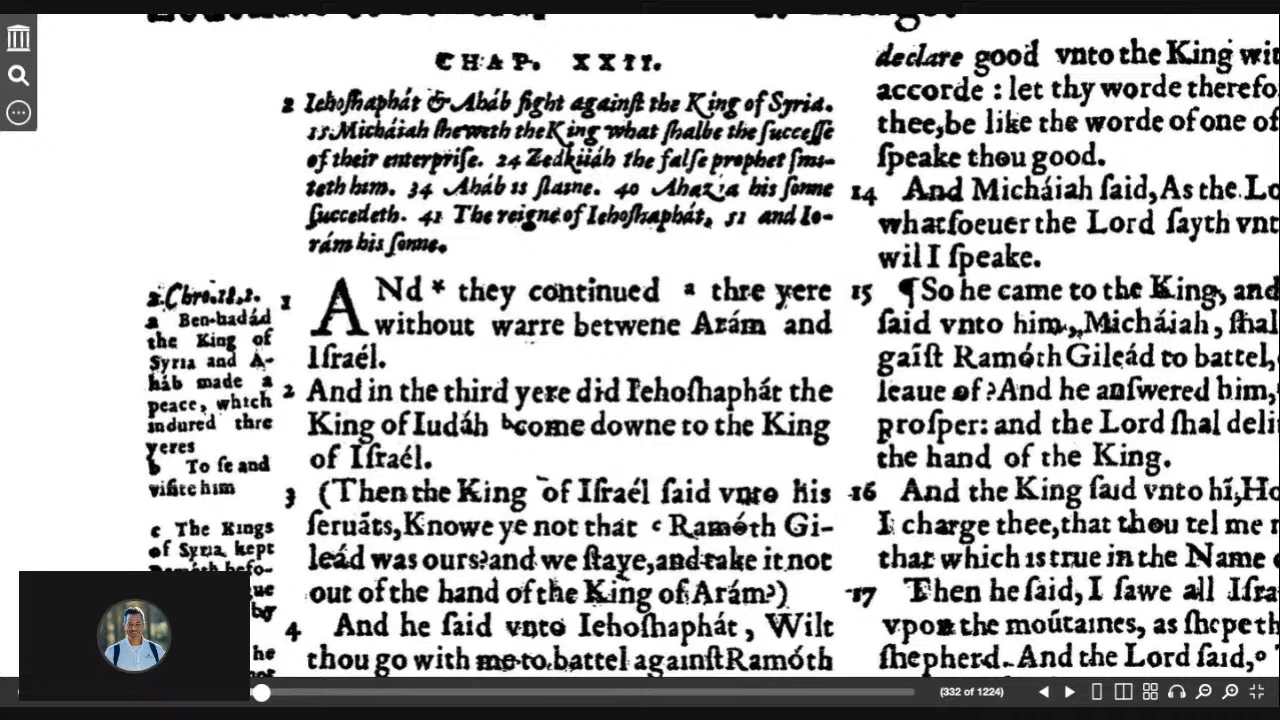 CHAP. XXII.
2 Iehoſhaphát & Aháb fight againſt the King of Syria.
15 Micháiah ſheweth the King what ſhalbe the ſucceſſe
of their enterpriſe. 24 Zedkiiáh the falſe prophet ſmi-
teth him. 34 Aháb is ſlaine. 40 Ahazia his ſonne
ſucceedeth. 41 The reigne of Iehoſhaphát, 51 and Io-
rám his ſonne.
1 ANd * they continued a thre yere
without warre betwene Arám and
Iſraél.
2 And in the third yere did Iehoſhaphát the
King of Iudáh b come downe to the King
of Iſraél.
3 (Then the King of Iſraél ſaid vnto his
ſeruãts, Knowe ye not that c Ramóth Gi-
leád was ours? and we ſtaye, and take it not
out of the hand of the King of Arám?)
4 And he ſaid vnto Iehoſhaphát, Wilt
thou go with me to battel againſt Ramóth
2. Chro. 18, 1.
a Ben-hadád
the King of
Syria and A-
háb made a
peace, which
indured thre
yeres
b To ſe and
viſite him
c The Kings
of Syria kept
declare good vnto the King wit
accorde: let thy worde therefo
thee, be like the worde of one of
ſpeake thou good.
14 And Micháiah ſaid, As the Lo
whatſoeuer the Lord ſayth vnt
wil I ſpeake.
15 ¶ So he came to the King, and
ſaid vnto him, Micháiah, ſhal
gaiſt Ramóth Gileád to battel,
leaue of? And he anſwered him,
proſper: and the Lord ſhal deli
the hand of the King.
16 And the King ſaid vnto hĩ, Ho
I charge thee, that thou tel me n
that which is true in the Name o
17 Then he ſaid, I ſawe all Iſra
vpon the moũtaines, as ſhepe th
ſhepherd. And the Lord ſaid, o
(332 of 1224)